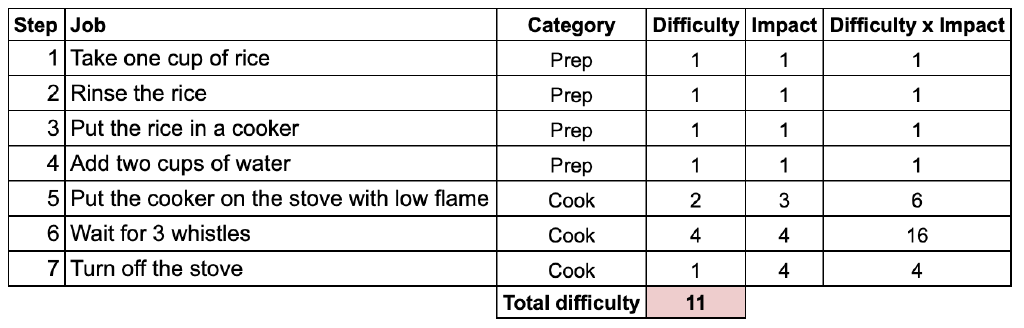 Step Job Category Difficulty Impact Difficulty x Impact
1 Take one cup of rice Prep 1 1 1
2 Rinse the rice Prep 1 1 1
3 Put the rice in a cooker Prep 1 1 1
4 Add two cups of water Prep 1 1 1
5 Put the cooker on the stove with low flame Cook 2 3 6
6 Wait for 3 whistles Cook 4 4 16
7 Turn off the stove Cook 1 4 4
Total difficulty 11